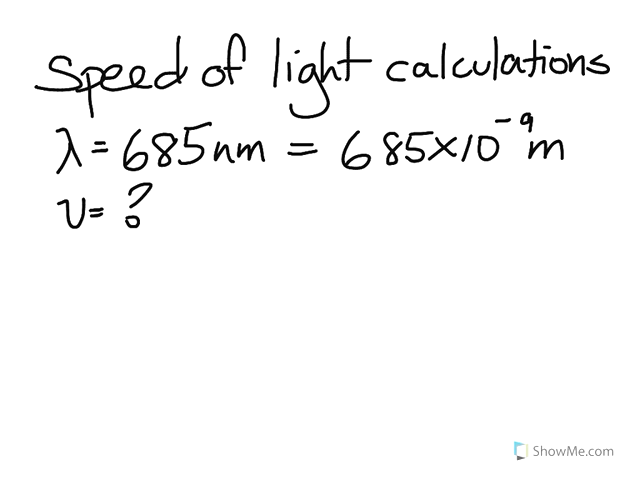 Speed of light calculations
λ = 685nm = 685×10⁻⁹m
ν = ?
ShowMe.com